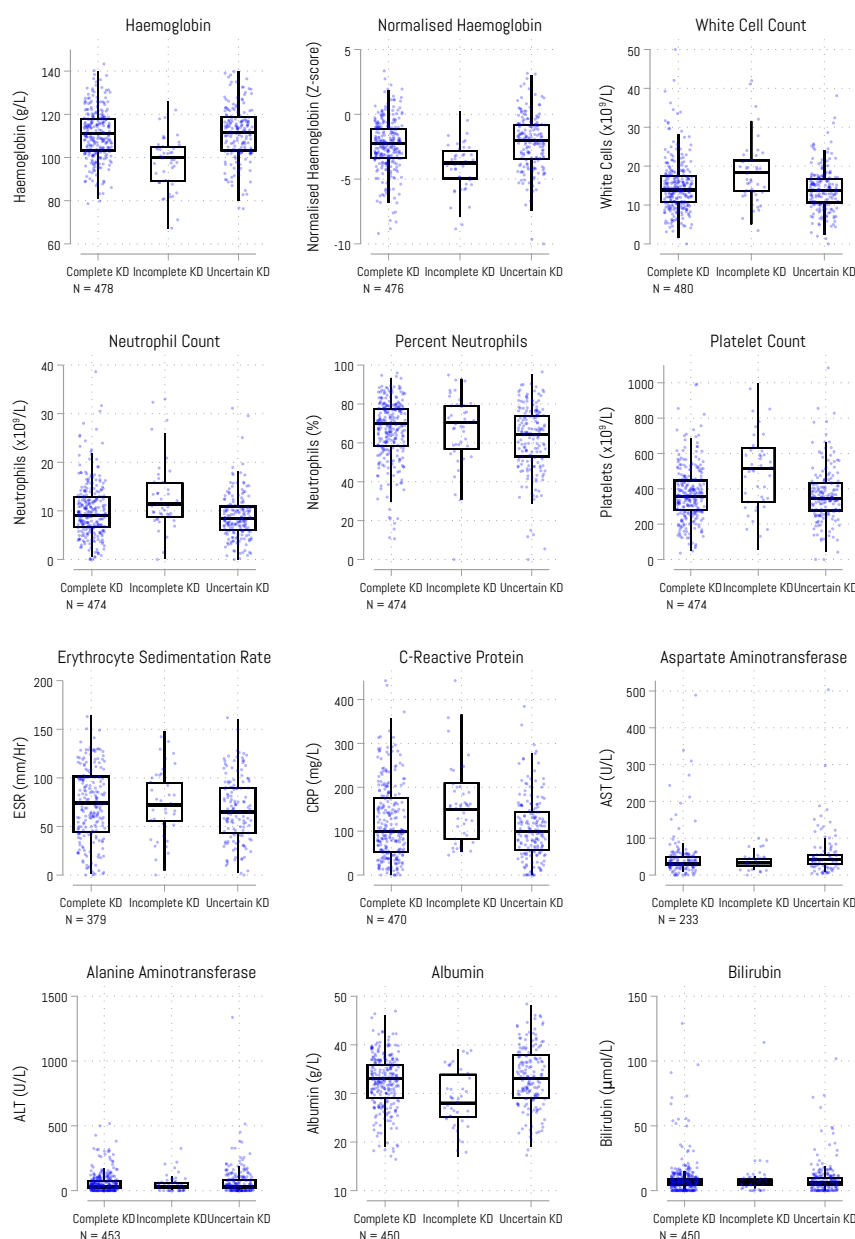 Haemoglobin
Haemoglobin (g/L)
140
120
100
80
60
Complete KD Incomplete KD Uncertain KD
N = 478
Normalised Haemoglobin
Normalised Haemoglobin (Z-score)
5
0
-5
-10
Complete KD Incomplete KD Uncertain KD
N = 476
White Cell Count
White Cells (x10⁹/L)
50
40
30
20
10
0
Complete KD Incomplete KD Uncertain KD
N = 480
Neutrophil Count
Neutrophils (x10⁹/L)
40
30
20
10
0
Complete KD Incomplete KD Uncertain KD
N = 474
Percent Neutrophils
Neutrophils (%)
100
80
60
40
20
0
Complete KD Incomplete KD Uncertain KD
N = 474
Platelet Count
Platelets (x10⁹/L)
1000
800
600
400
200
0
Complete KD Incomplete KD Uncertain KD
N = 474
Erythrocyte Sedimentation Rate
ESR (mm/Hr)
200
150
100
50
0
Complete KD Incomplete KD Uncertain KD
N = 379
C-Reactive Protein
CRP (mg/L)
400
300
200
100
0
Complete KD Incomplete KD Uncertain KD
N = 470
Aspartate Aminotransferase
AST (U/L)
500
400
300
200
100
0
Complete KD Incomplete KD Uncertain KD
N = 233
Alanine Aminotransferase
ALT (U/L)
1500
1000
500
0
Complete KD Incomplete KD Uncertain KD
N = 453
Albumin
Albumin (g/L)
50
40
30
20
10
Complete KD Incomplete KD Uncertain KD
N = 450
Bilirubin
Bilirubin (μmol/L)
150
100
50
0
Complete KD Incomplete KD Uncertain KD
N = 450